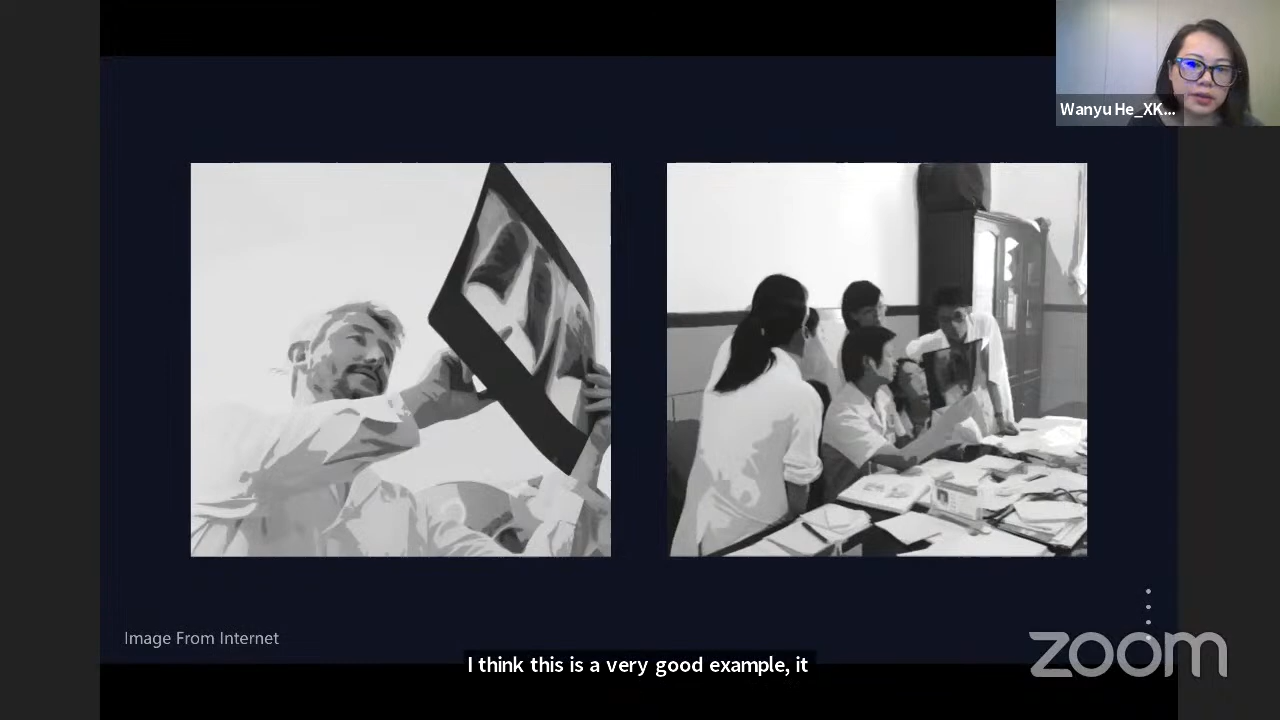 Wanyu He_XK...
Image From Internet
I think this is a very good example, it
zoom